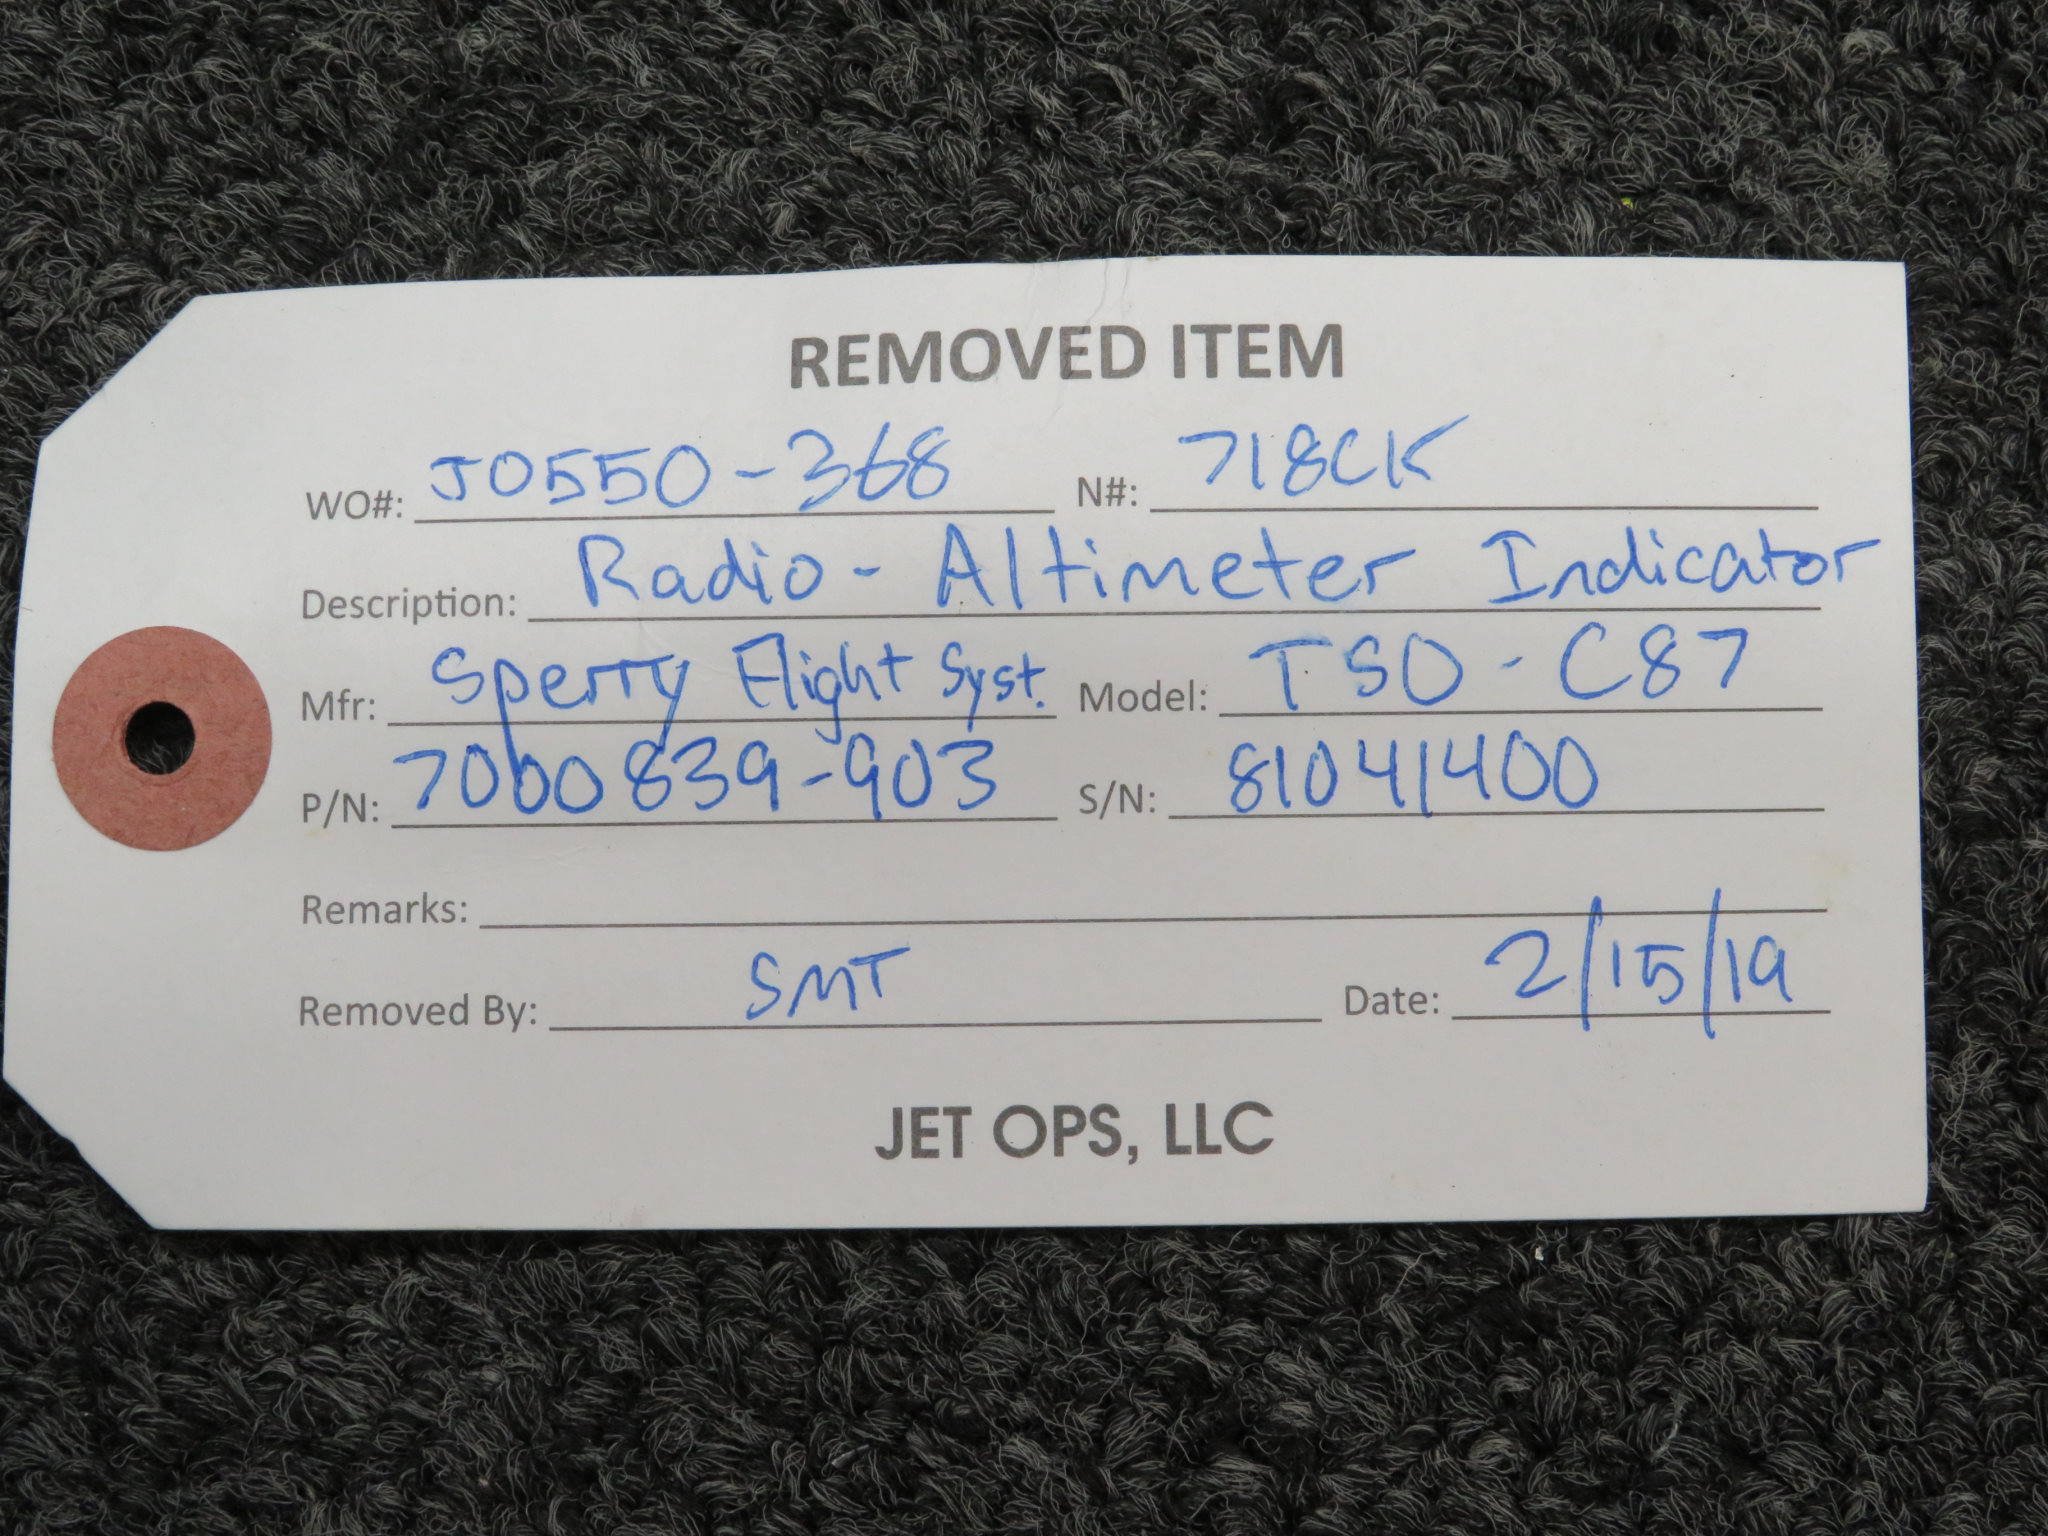 REMOVED ITEM
WO#: JO550-368 N#: 718CK
Description: Radio-Altimeter Indicator
Mfr: Sperry Flight Syst. Model: TSO-C87
P/N: 7000839-903 S/N: 81041400
Remarks:
Removed By: SMT Date: 2/15/19
JET OPS, LLC